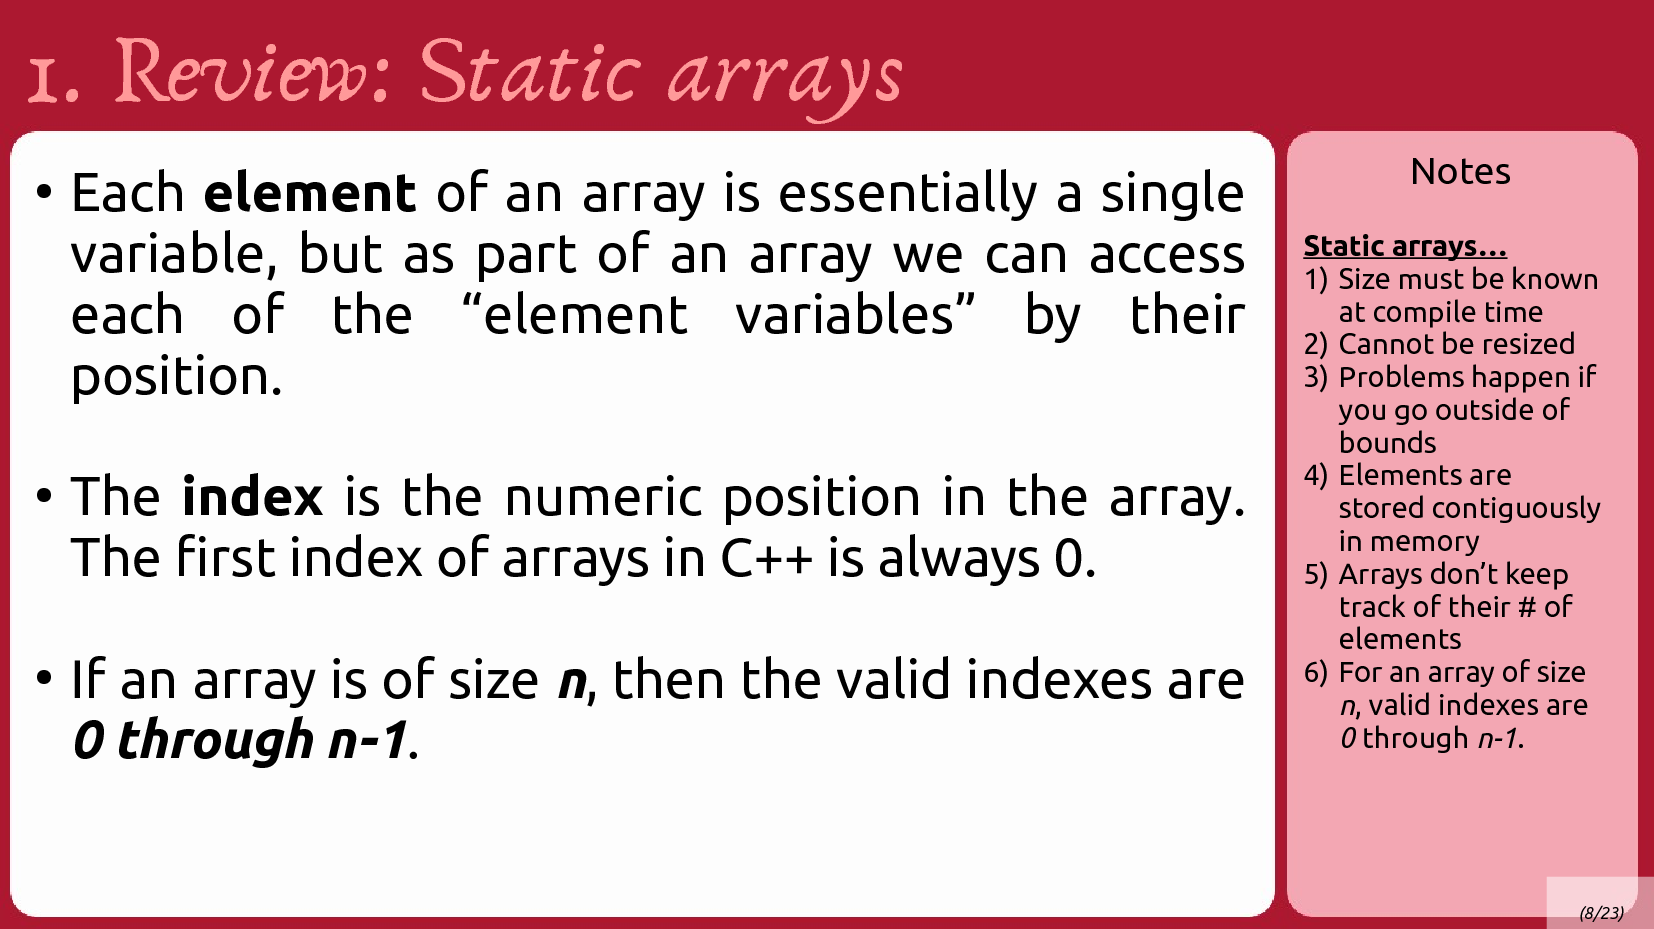 1. Review: Static arrays
• Each element of an array is essentially a single
variable, but as part of an array we can access
each of the “element variables” by their
position.
• The index is the numeric position in the array.
The first index of arrays in C++ is always 0.
• If an array is of size n, then the valid indexes are
0 through n-1.
Notes
Static arrays…
1) Size must be known
at compile time
2) Cannot be resized
3) Problems happen if
you go outside of
bounds
4) Elements are
stored contiguously
in memory
5) Arrays don’t keep
track of their # of
elements
6) For an array of size
n, valid indexes are
0 through n-1.
(8/23)